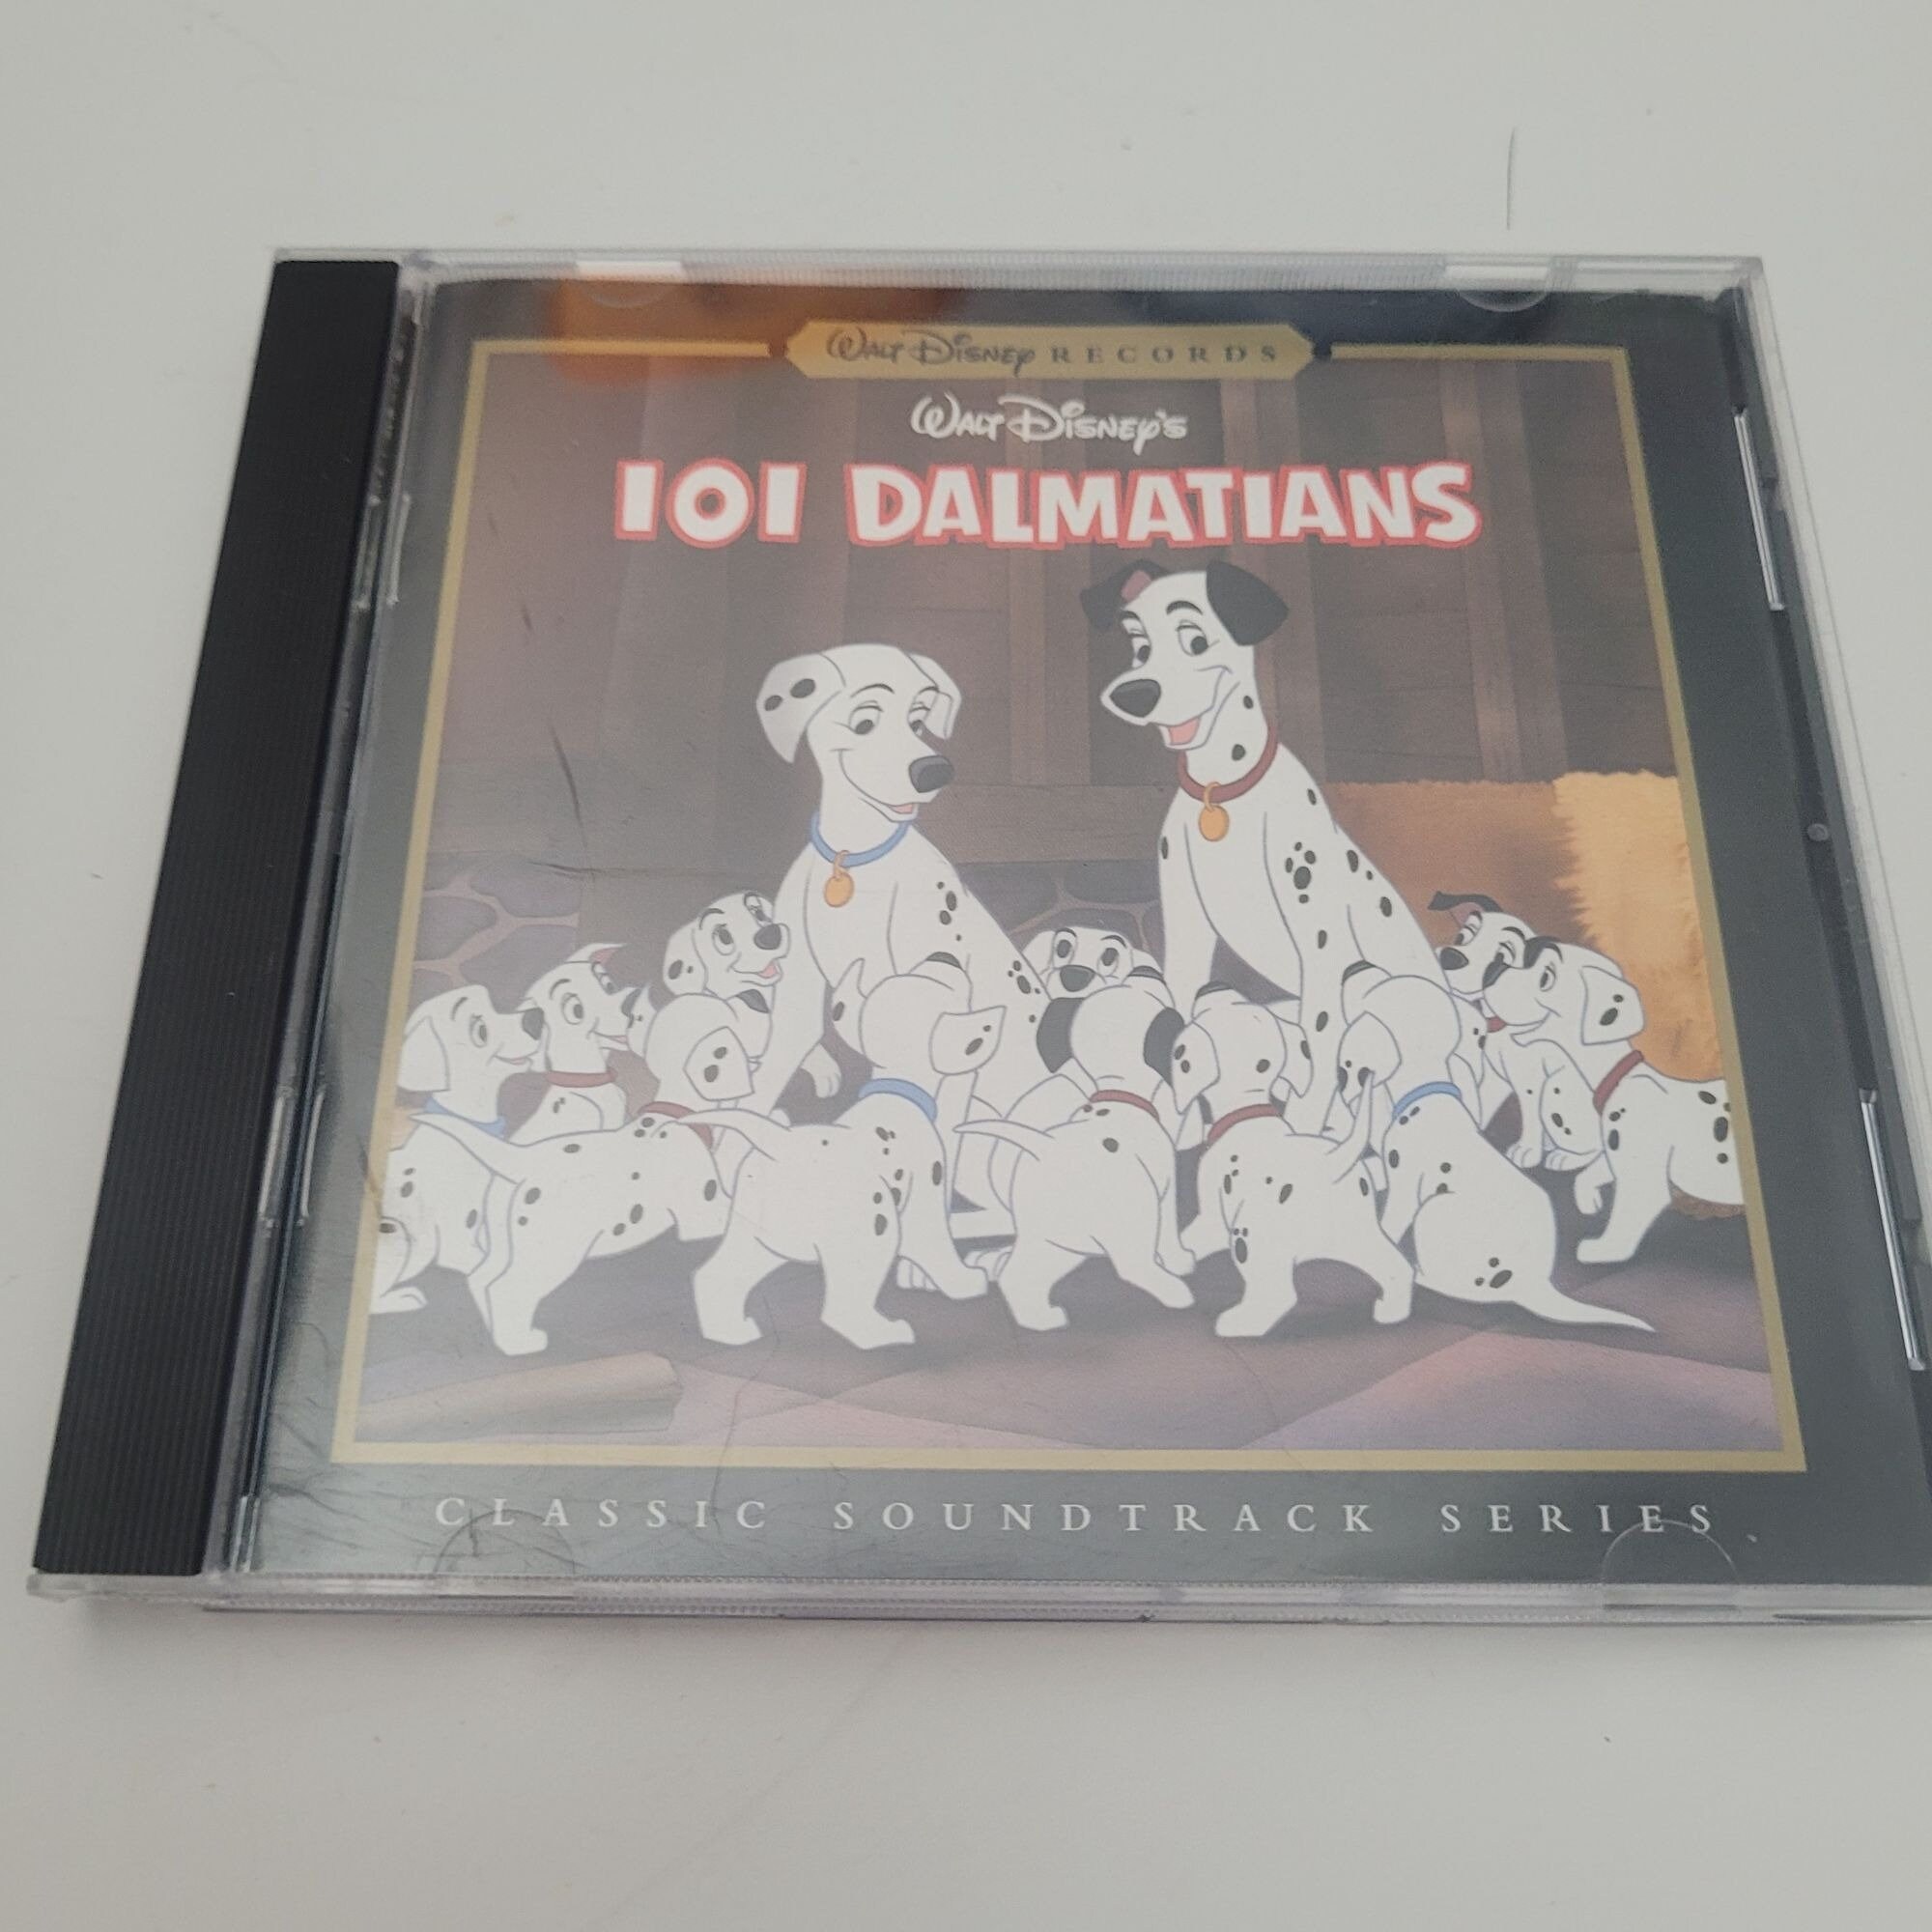 Walt Disney RECORDS
Walt Disney's
101 DALMATIANS
CLASSIC SOUNDTRACK SERIES